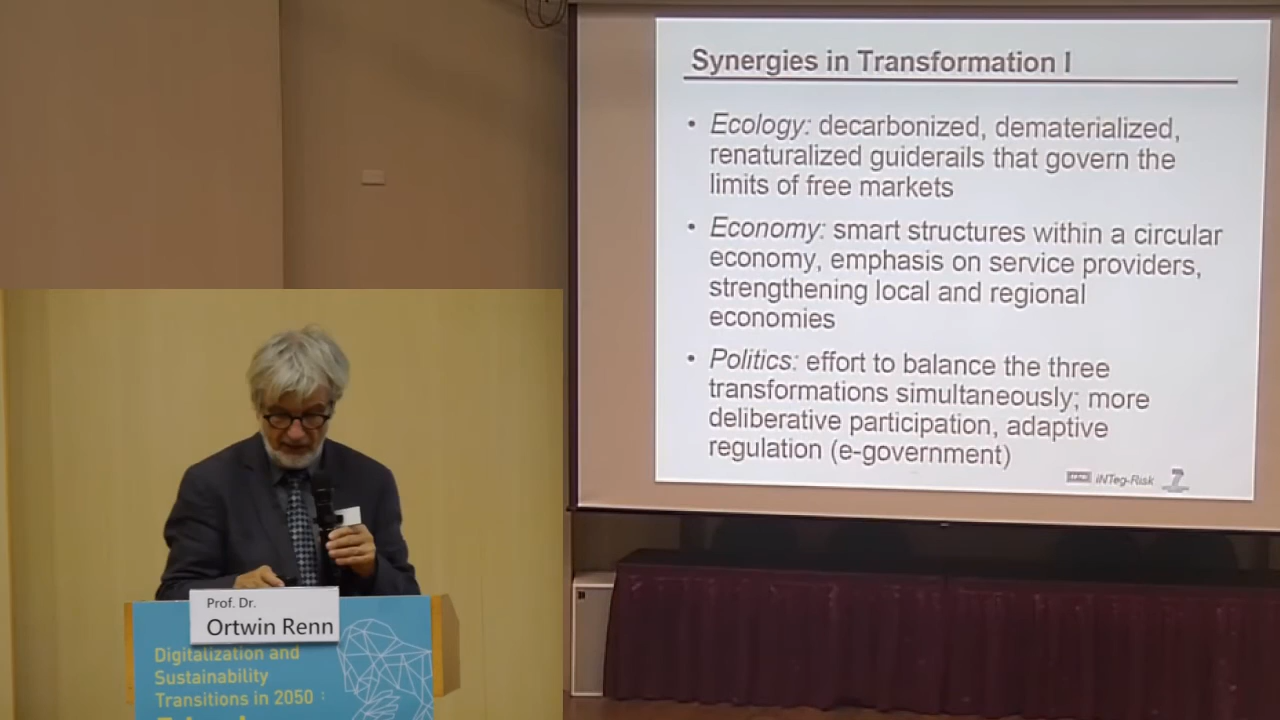 Synergies in Transformation I
• Ecology: decarbonized, dematerialized,
renaturalized guiderails that govern the
limits of free markets
• Economy: smart structures within a circular
economy, emphasis on service providers,
strengthening local and regional
economies
• Politics: effort to balance the three
transformations simultaneously; more
deliberative participation, adaptive
regulation (e-government)
iNTeg-Risk
7
Prof. Dr.
Ortwin Renn
Digitalization and
Sustainability
Transitions in 2050 :